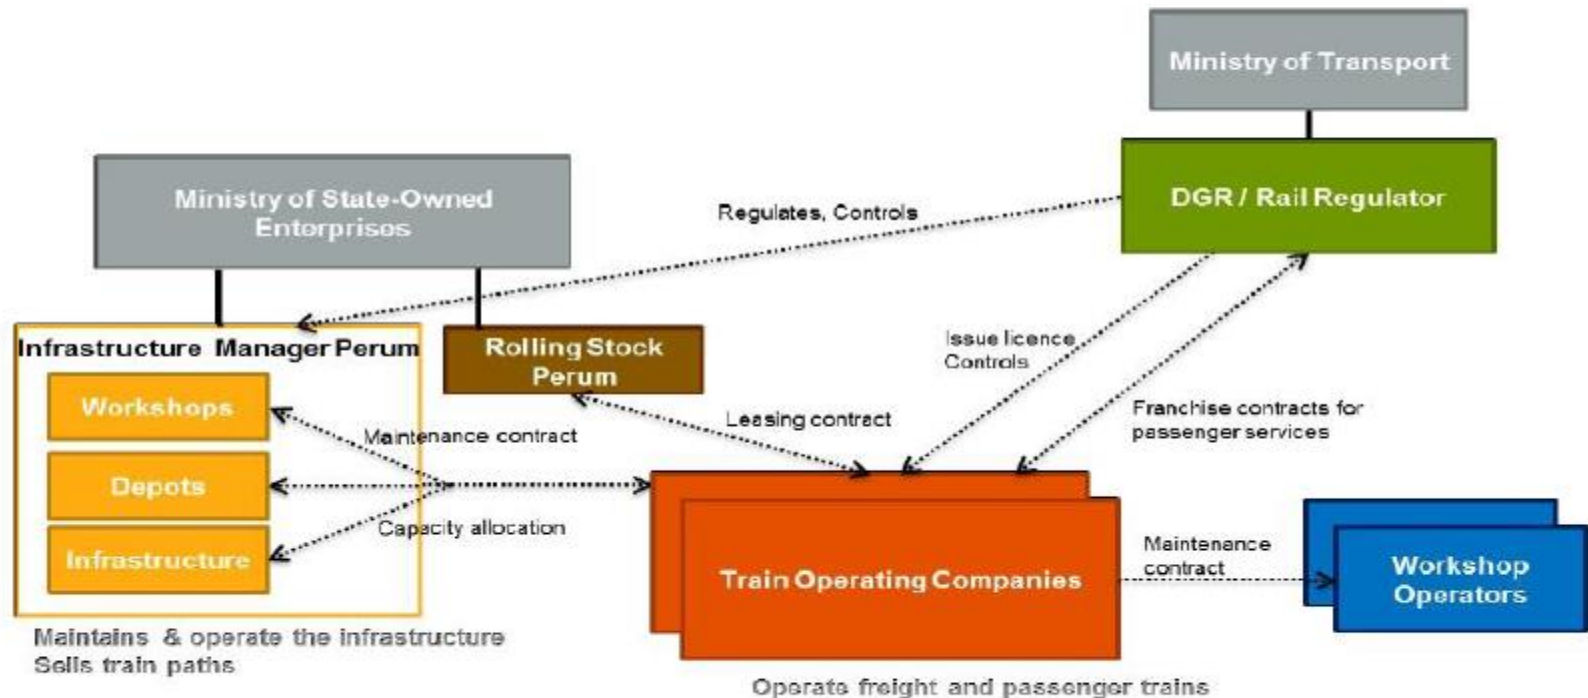 Ministry of Transport
DGR / Rail Regulator
Ministry of State-Owned
Enterprises
Regulates, Controls
Infrastructure Manager Perum
Rolling Stock
Perum
Issue licence
Controls
Workshops
Maintenance contract
Leasing contract
Franchise contracts for
passenger services
Depots
Capacity allocation
Infrastructure
Train Operating Companies
Maintenance
contract
Workshop
Operators
Maintains & operate the infrastructure
Sells train paths
Operate freight and passenger trains